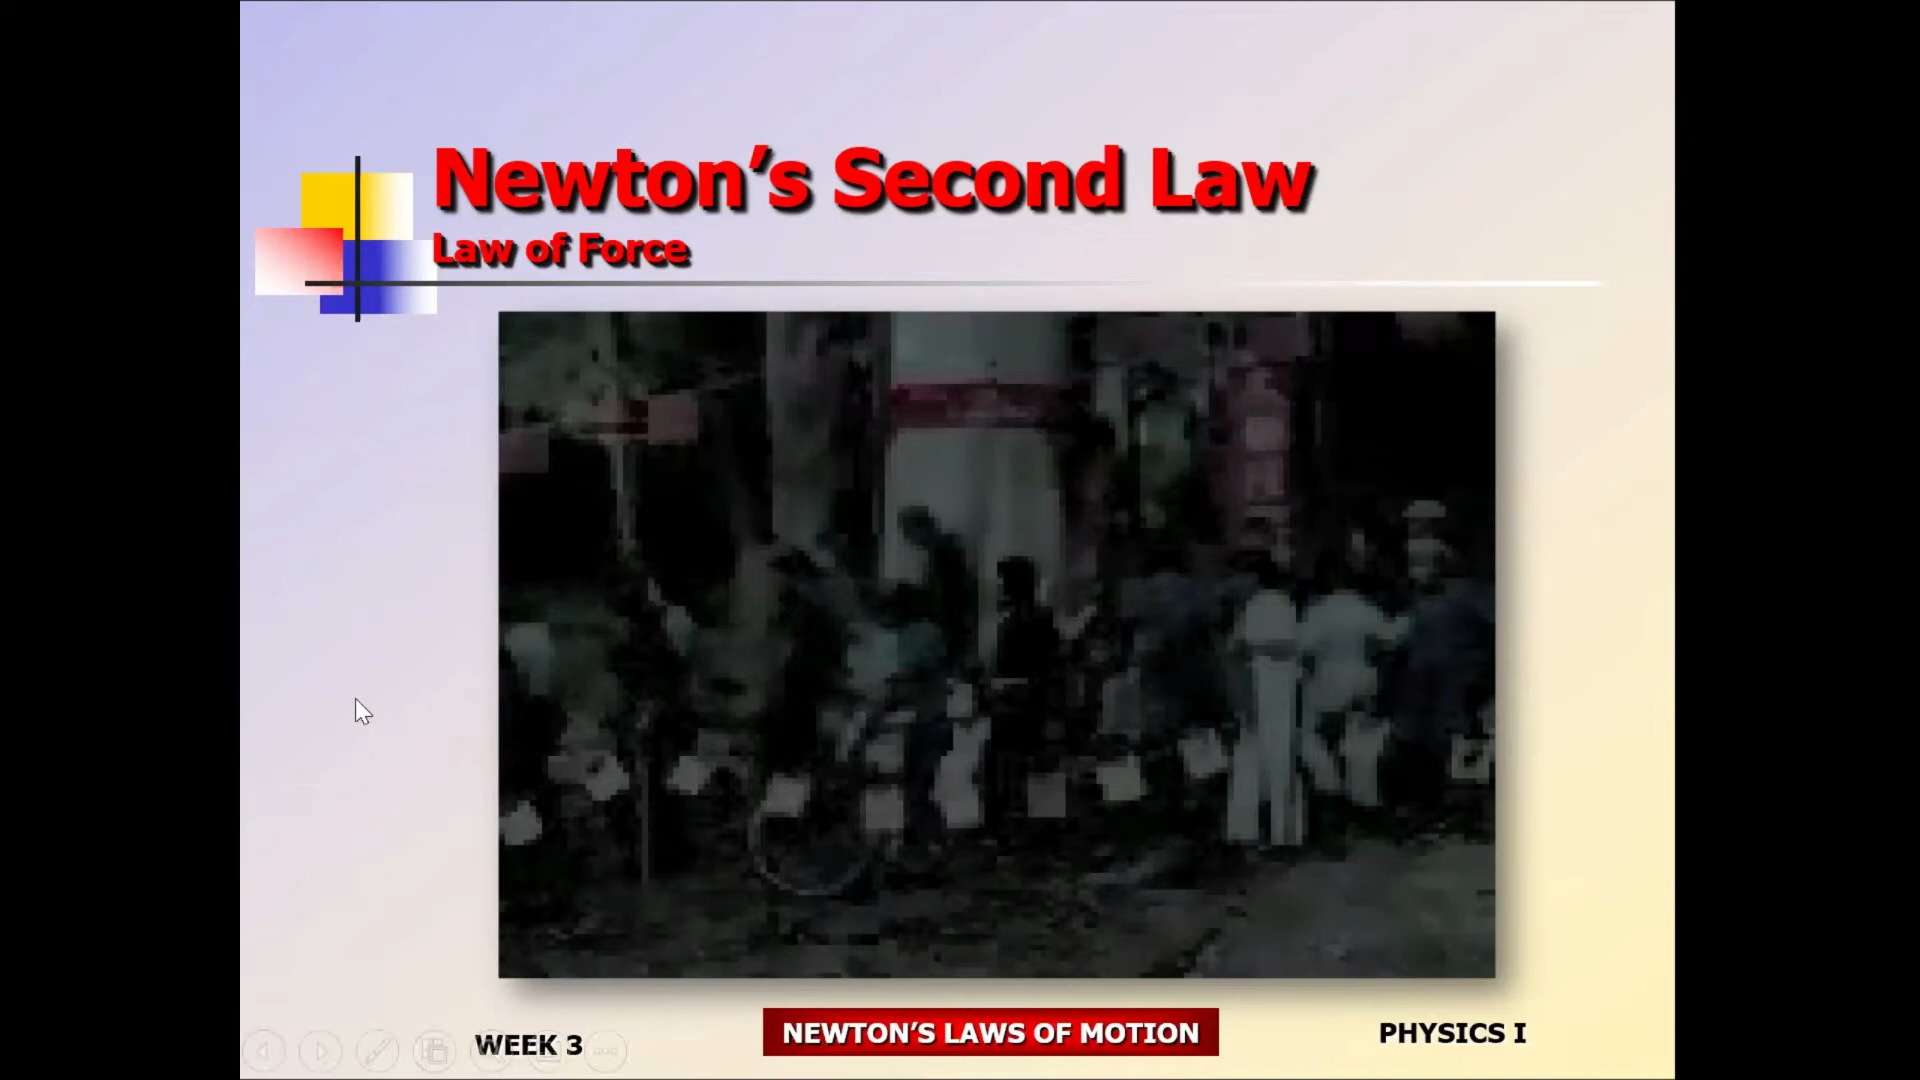 Newton’s Second Law
Law of Force
WEEK 3
NEWTON’S LAWS OF MOTION
PHYSICS I